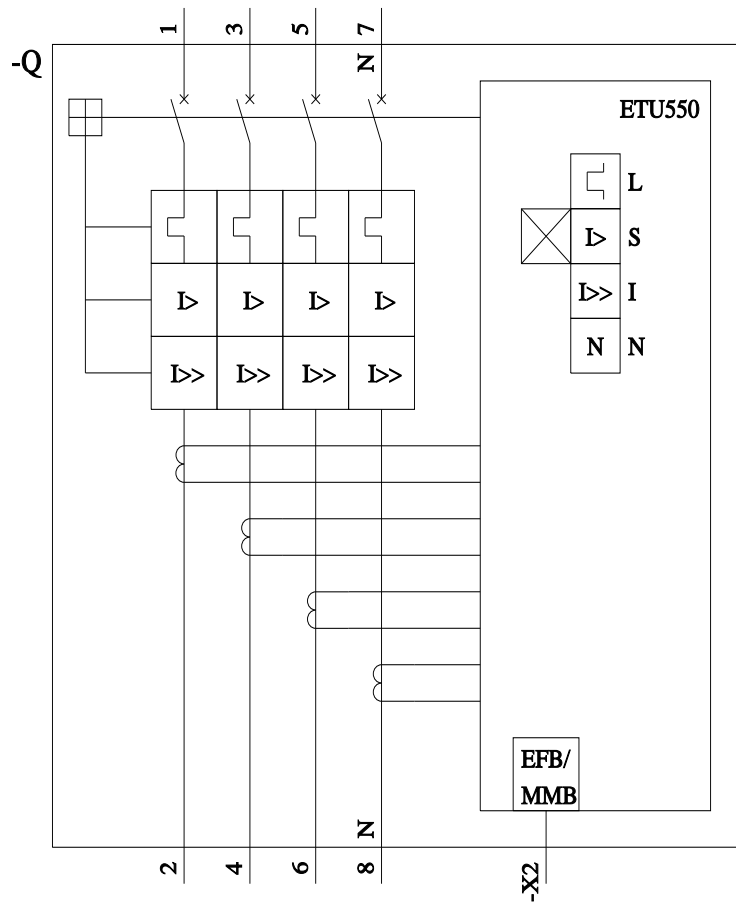 1 3 5 7
-Q N
ETU550
L
I> S
I> I> I> I> I>> I
N N
I>> I>> I>> I>>
EFB/
MMB
N
2 4 6 8 -X2